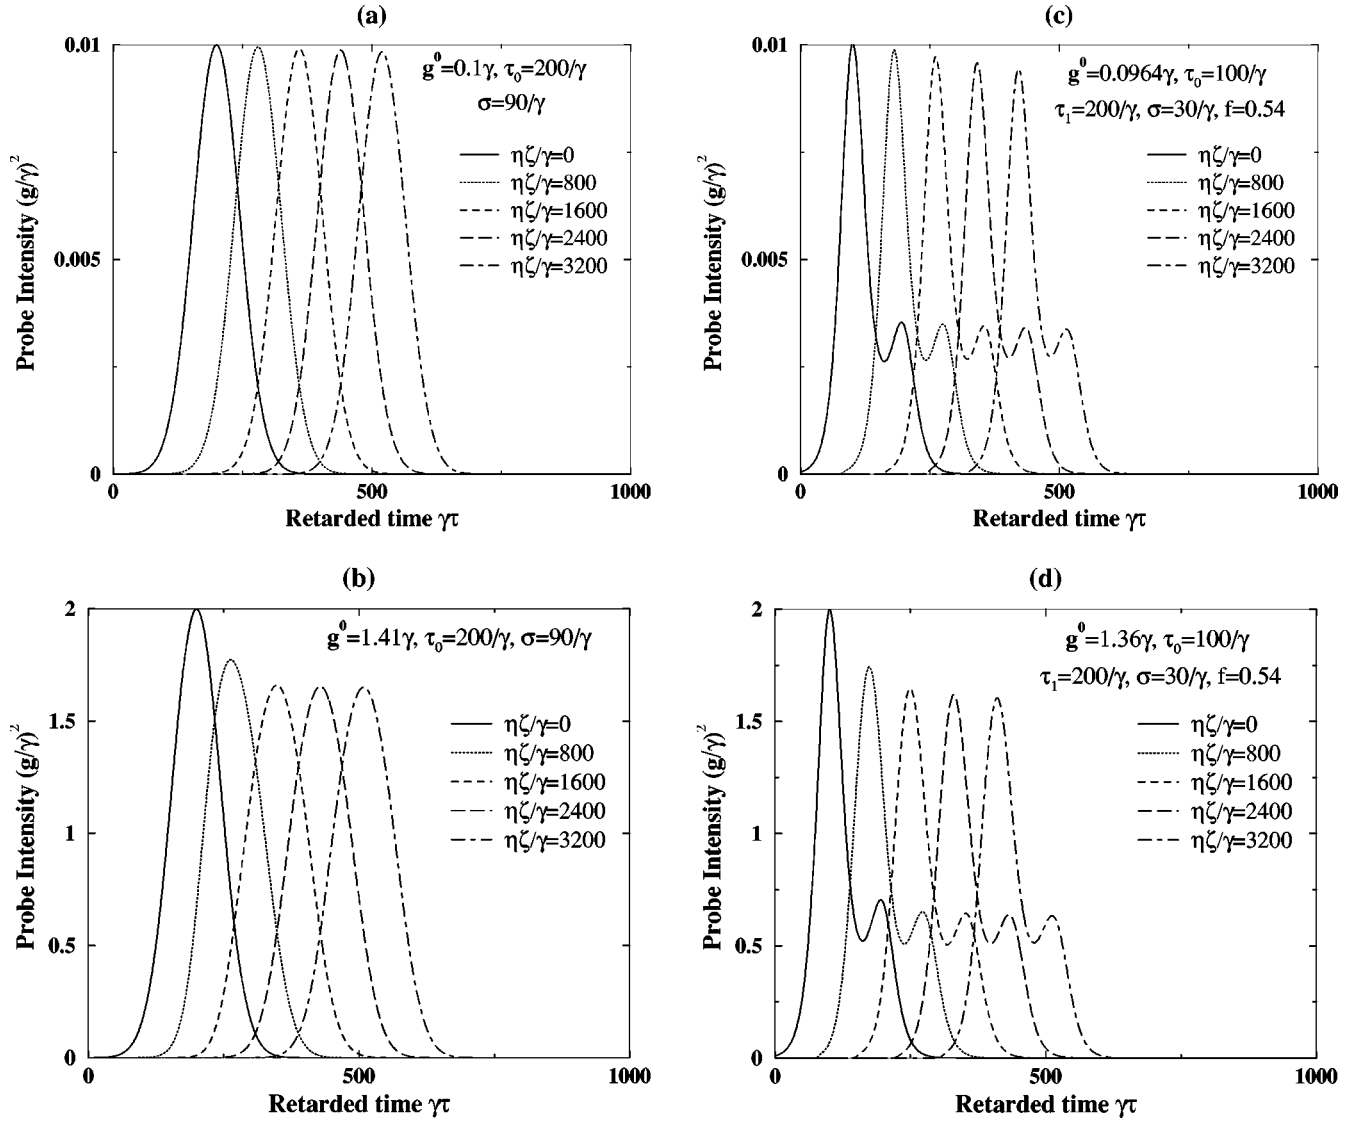 (a)
0.01
g⁰=0.1γ, τ₀=200/γ
σ=90/γ
ηζ/γ=0
ηζ/γ=800
ηζ/γ=1600
ηζ/γ=2400
ηζ/γ=3200
0.005
0
Probe Intensity (g/γ)²
0 500 1000
Retarded time γτ
(c)
0.01
g⁰=0.0964γ, τ₀=100/γ
τ₁=200/γ, σ=30/γ, f=0.54
ηζ/γ=0
ηζ/γ=800
ηζ/γ=1600
ηζ/γ=2400
ηζ/γ=3200
0.005
0
Probe Intensity (g/γ)²
0 500 1000
Retarded time γτ
(b)
2
g⁰=1.41γ, τ₀=200/γ, σ=90/γ
ηζ/γ=0
ηζ/γ=800
ηζ/γ=1600
ηζ/γ=2400
ηζ/γ=3200
1.5
1
0.5
0
Probe Intensity (g/γ)²
0 500 1000
Retarded time γτ
(d)
2
g⁰=1.36γ, τ₀=100/γ
τ₁=200/γ, σ=30/γ, f=0.54
ηζ/γ=0
ηζ/γ=800
ηζ/γ=1600
ηζ/γ=2400
ηζ/γ=3200
1.5
1
0.5
0
Probe Intensity (g/γ)²
0 500 1000
Retarded time γτ